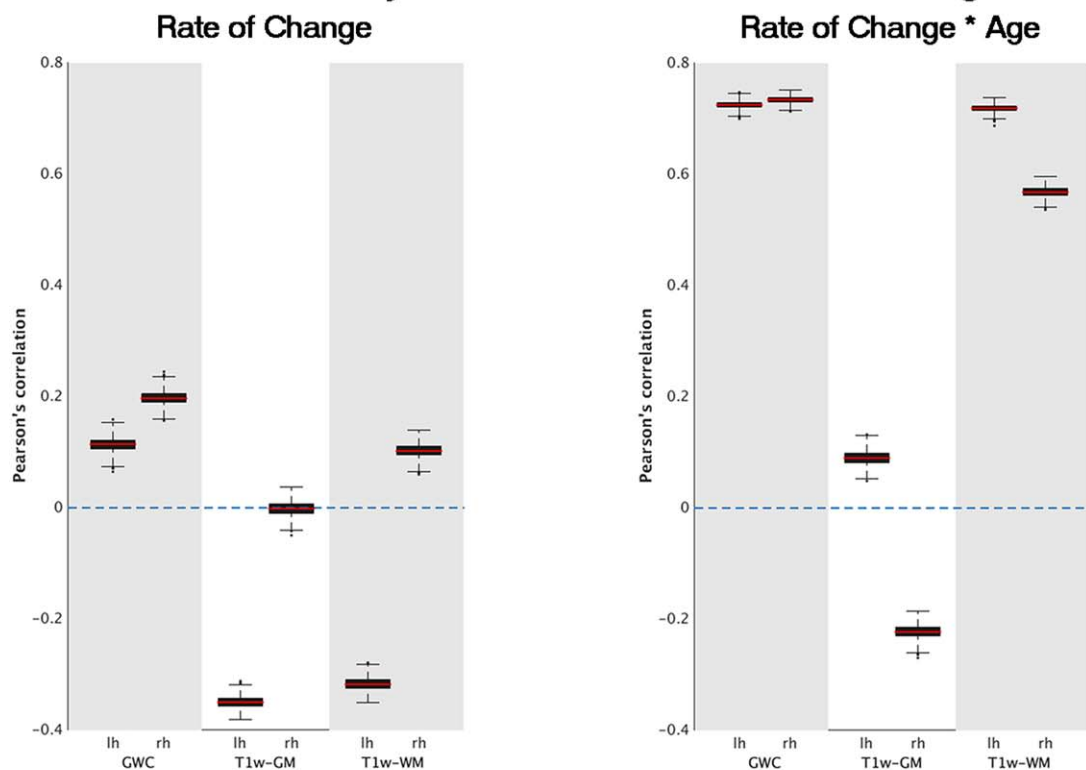 Rate of Change
Rate of Change * Age
Pearson's correlation
0.8
0.6
0.4
0.2
0
−0.2
−0.4
lh rh lh rh lh rh
GWC T1w-GM T1w-WM
Pearson's correlation
0.8
0.6
0.4
0.2
0
−0.2
−0.4
lh rh lh rh lh rh
GWC T1w-GM T1w-WM